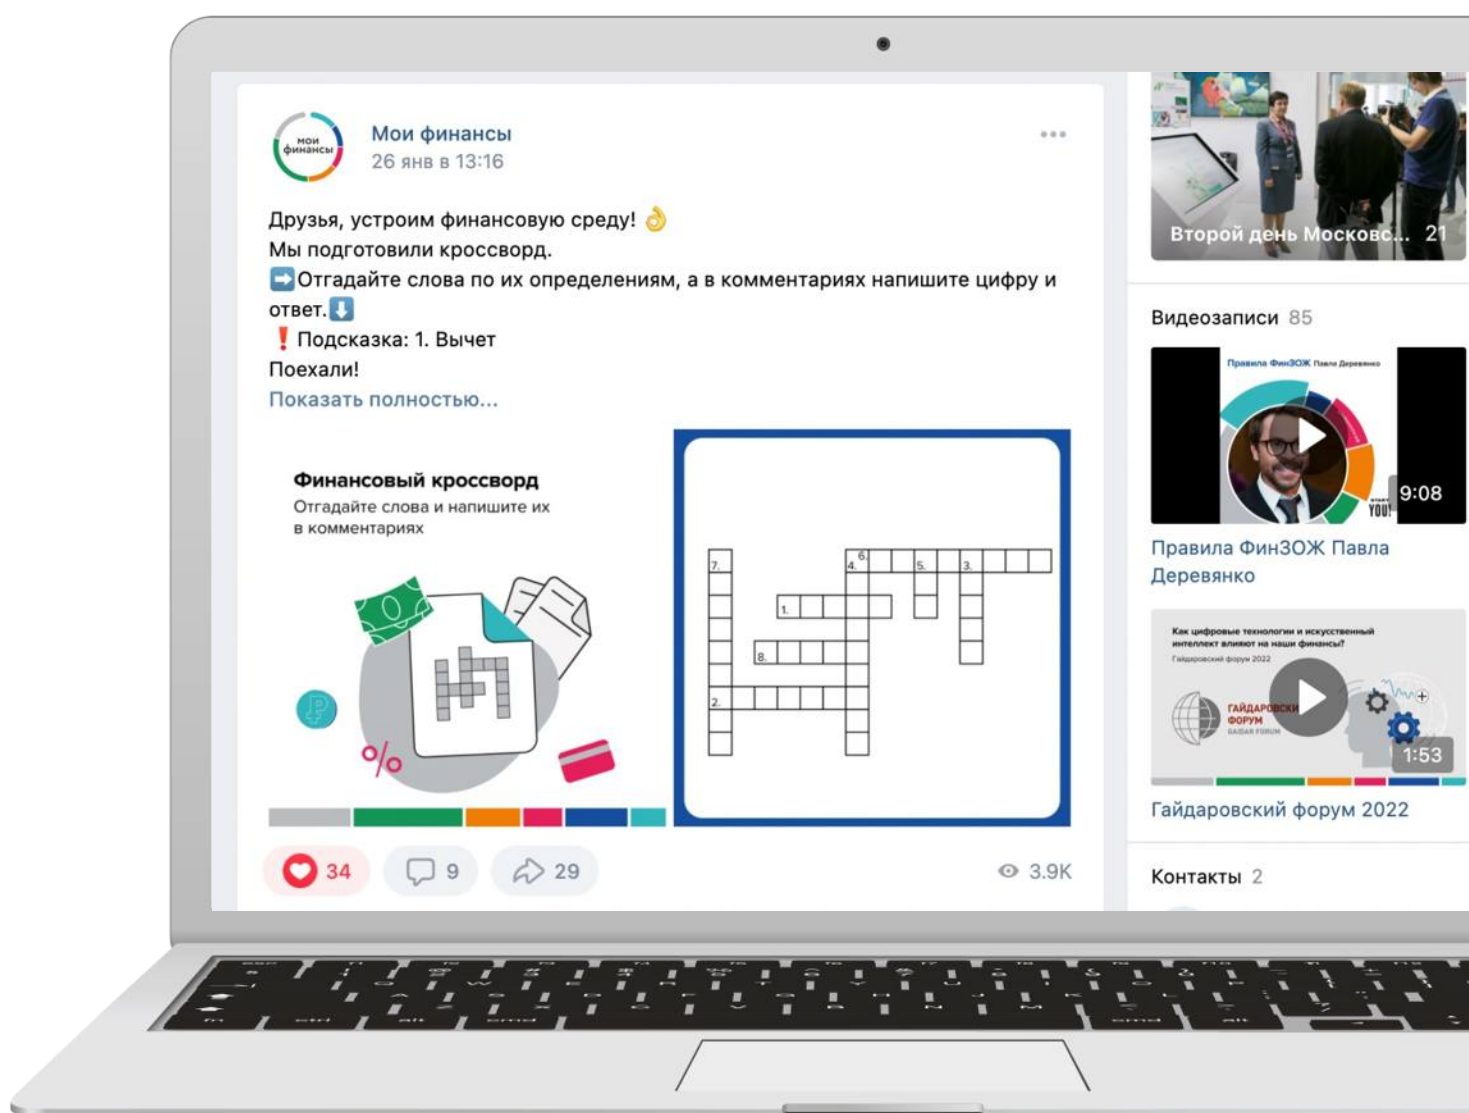 мои
финансы
Мои финансы
26 янв в 13:16
Друзья, устроим финансовую среду! 👌
Мы подготовили кроссворд.
➡️Отгадайте слова по их определениям, а в комментариях напишите цифру и
ответ.⬇️
❗Подсказка: 1. Вычет
Поехали!
Показать полностью...
Финансовый кроссворд
Отгадайте слова и напишите их
в комментариях
7.
6.
4.
5.
3.
1.
8.
2.
34
9
29
3.9K
Второй день Московс... 21
Видеозаписи 85
Правила ФинЗОЖ Павла Деревянко
YOU!
9:08
Правила ФинЗОЖ Павла
Деревянко
Как цифровые технологии и искусственный
интеллект влияют на наши финансы?
Гайдаровский форум 2022
ГАЙДАРОВСКИ
ФОРУМ
GAIDAR FORUM
1:53
Гайдаровский форум 2022
Контакты 2